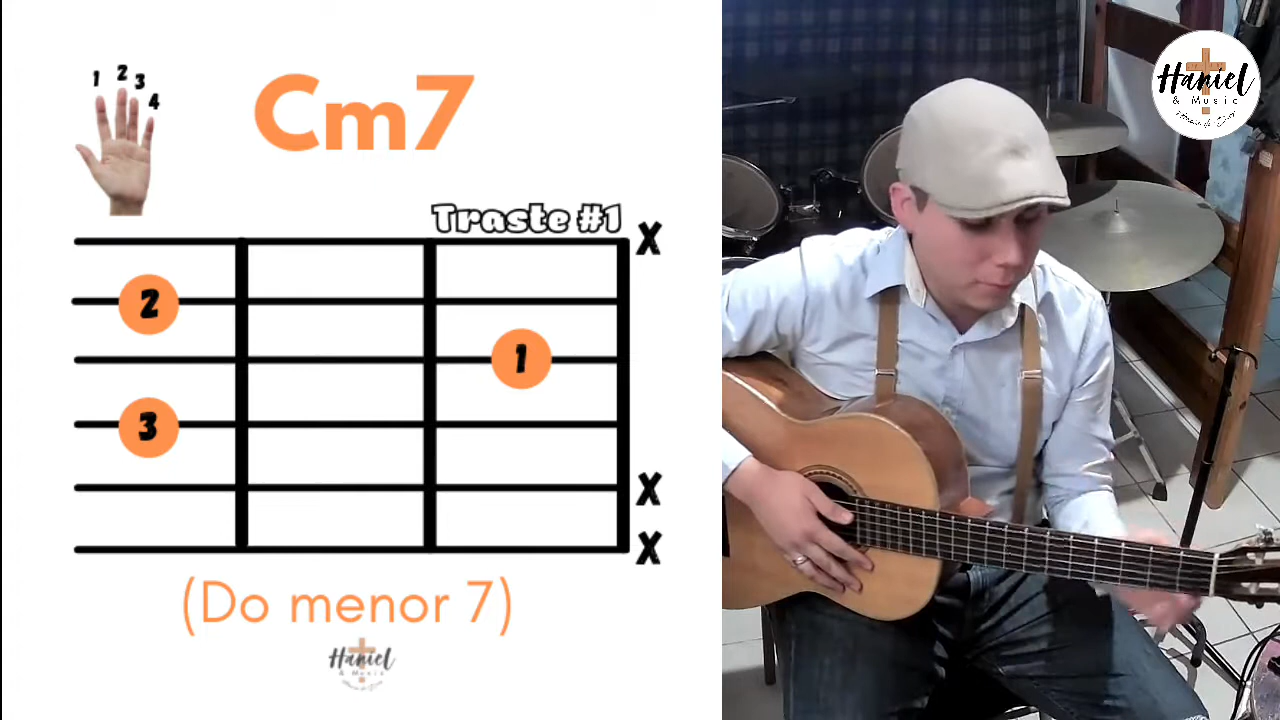 1 2 3 4
Cm7
Traste #1
X
2
1
3
X
X
(Do menor 7)
Haniel
& Music
Haniel
& Music